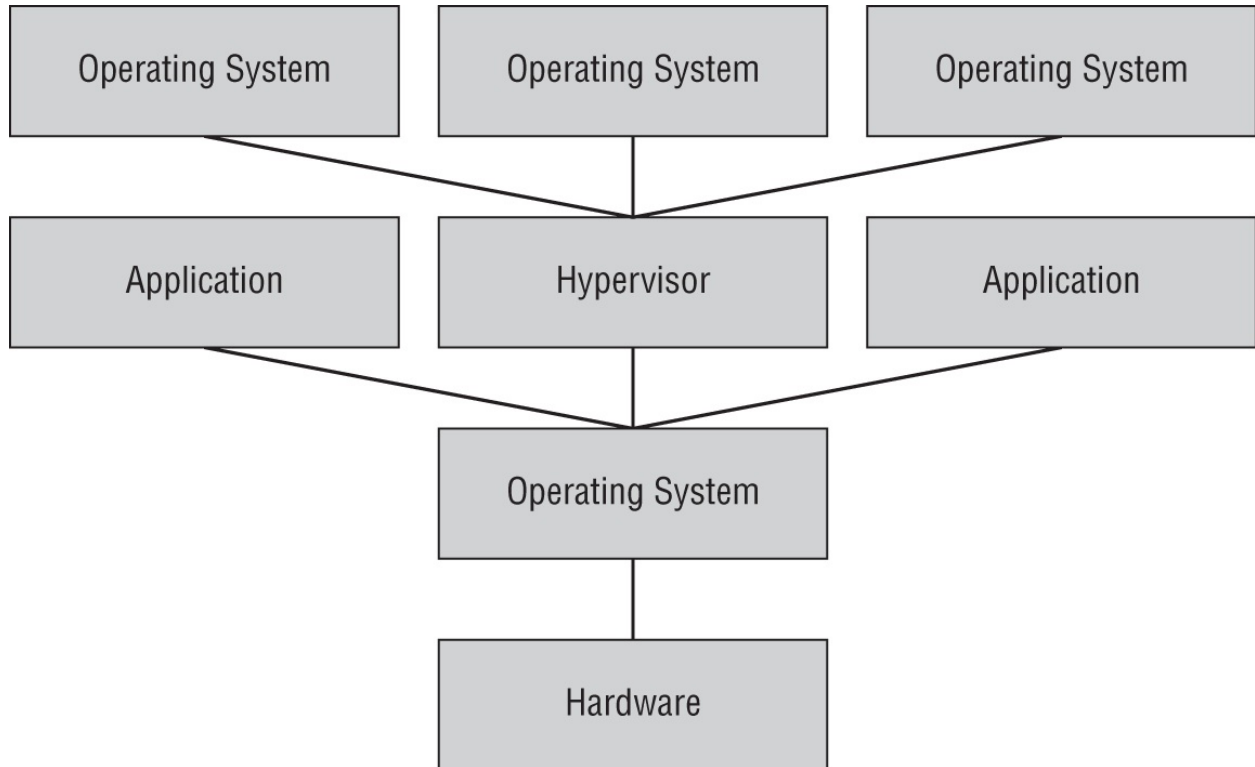 Operating System
Operating System
Operating System
Application
Hypervisor
Application
Operating System
Hardware